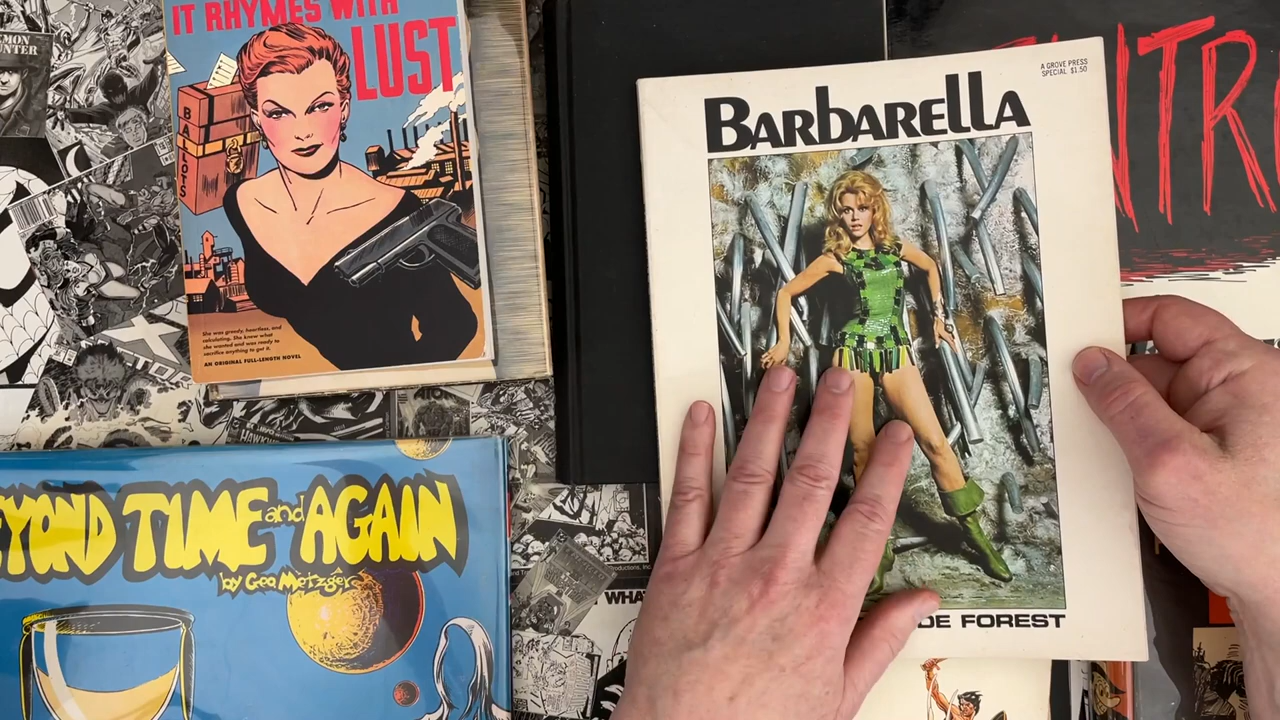 IT RHYMES WITH
LUST
She was greedy, heartless, and
calculating. She knew what
she wanted and was ready to
sacrifice anything to get it.
AN ORIGINAL FULL-LENGTH NOVEL
A GROVE PRESS
SPECIAL $1.50
BARBARELLA
DE FOREST
EYOND TIME and AGAIN
by Geo Metzger
NTR
WHA